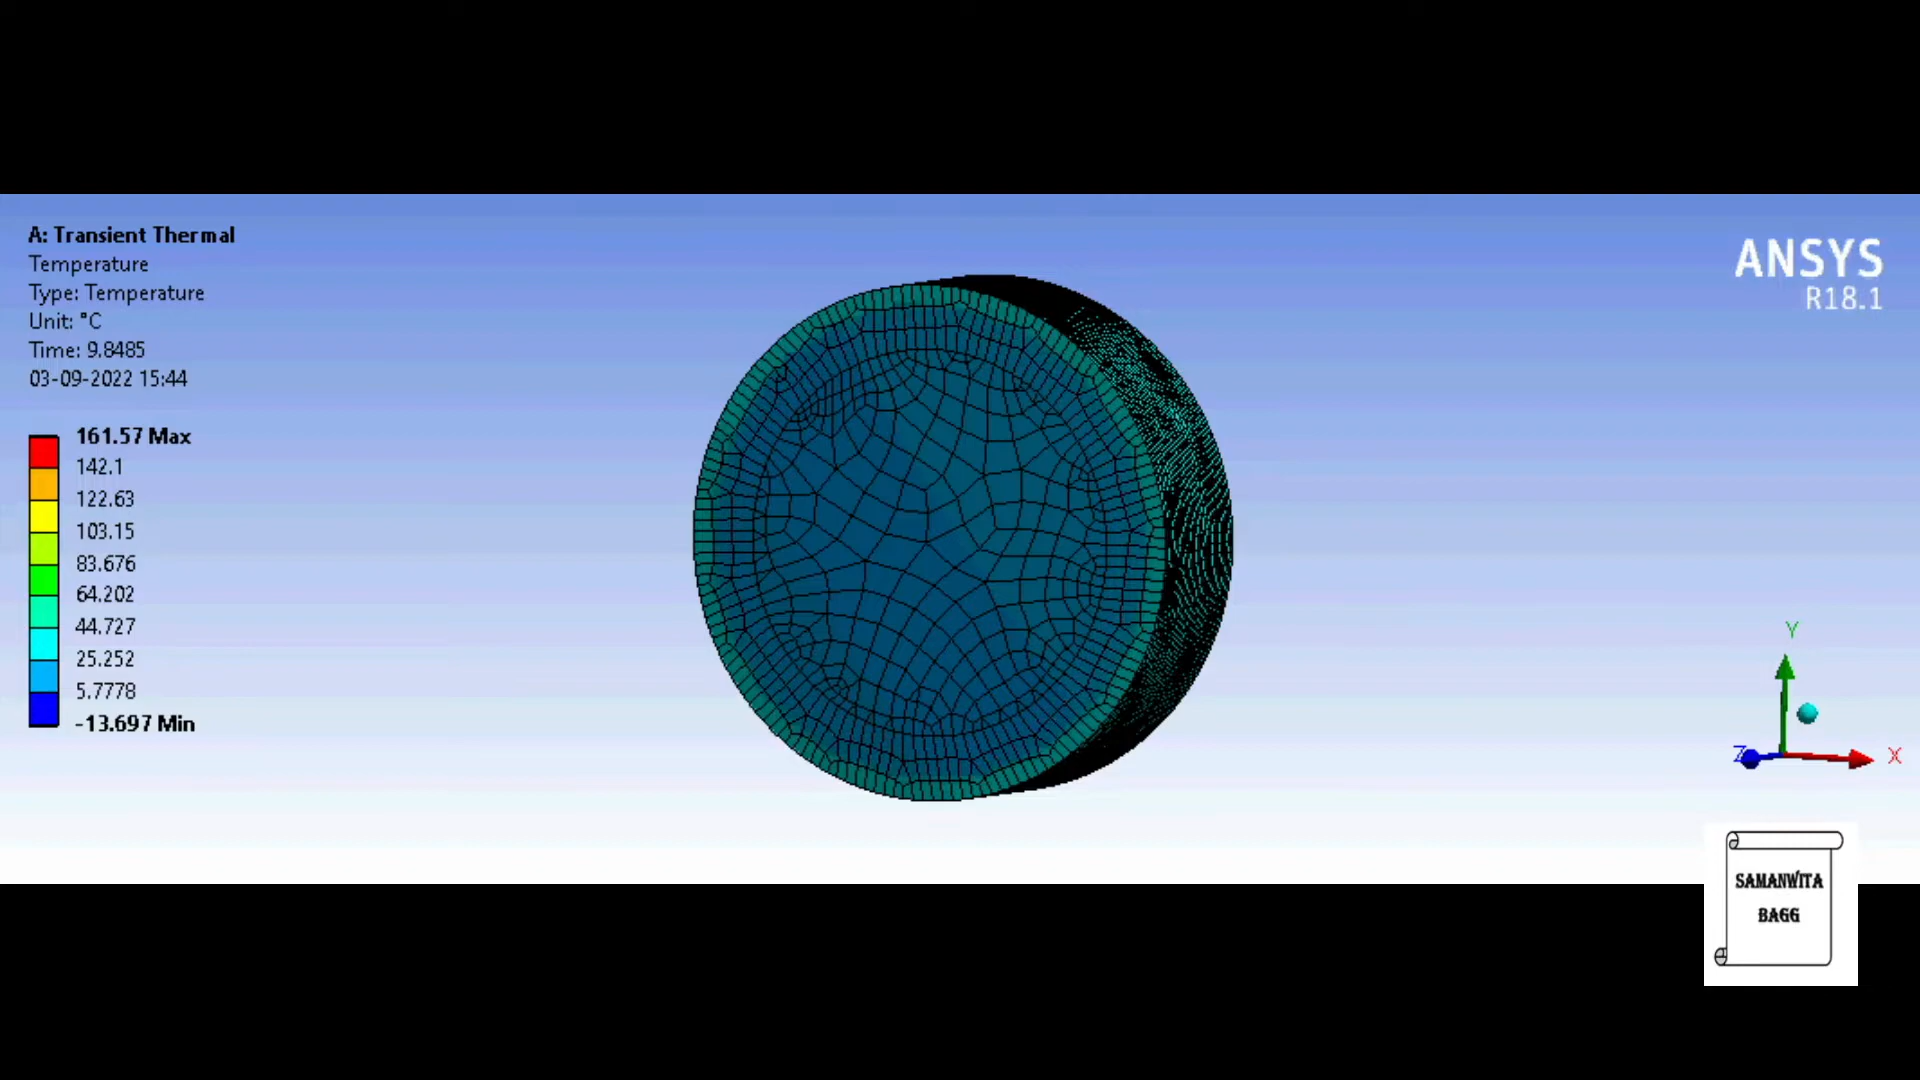 A: Transient Thermal
Temperature
Type: Temperature
Unit: °C
Time: 9.8485
03-09-2022 15:44
161.57 Max
142.1
122.63
103.15
83.676
64.202
44.727
25.252
5.7778
-13.697 Min
ANSYS
R18.1
Y
Z
X
SAMANWITA
BAGG